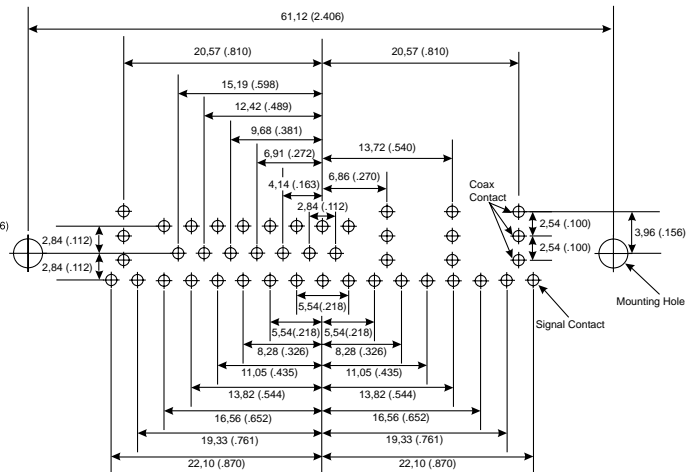 61,12 (2.406)
20,57 (.810) 20,57 (.810)
15,19 (.598)
12,42 (.489)
9,68 (.381)
13,72 (.540)
6,91 (.272)
6,86 (.270)
4,14 (.163)
Coax
Contact
2,84 (.112)
6)
2,84 (.112)
2,54 (.100)
3,96 (.156)
2,54 (.100)
2,84 (.112)
Mounting Hole
5,54(.218)
Signal Contact
5,54(.218) 5,54(.218)
8,28 (.326) 8,28 (.326)
11,05 (.435) 11,05 (.435)
13,82 (.544) 13,82 (.544)
16,56 (.652) 16,56 (.652)
19,33 (.761) 19,33 (.761)
22,10 (.870) 22,10 (.870)